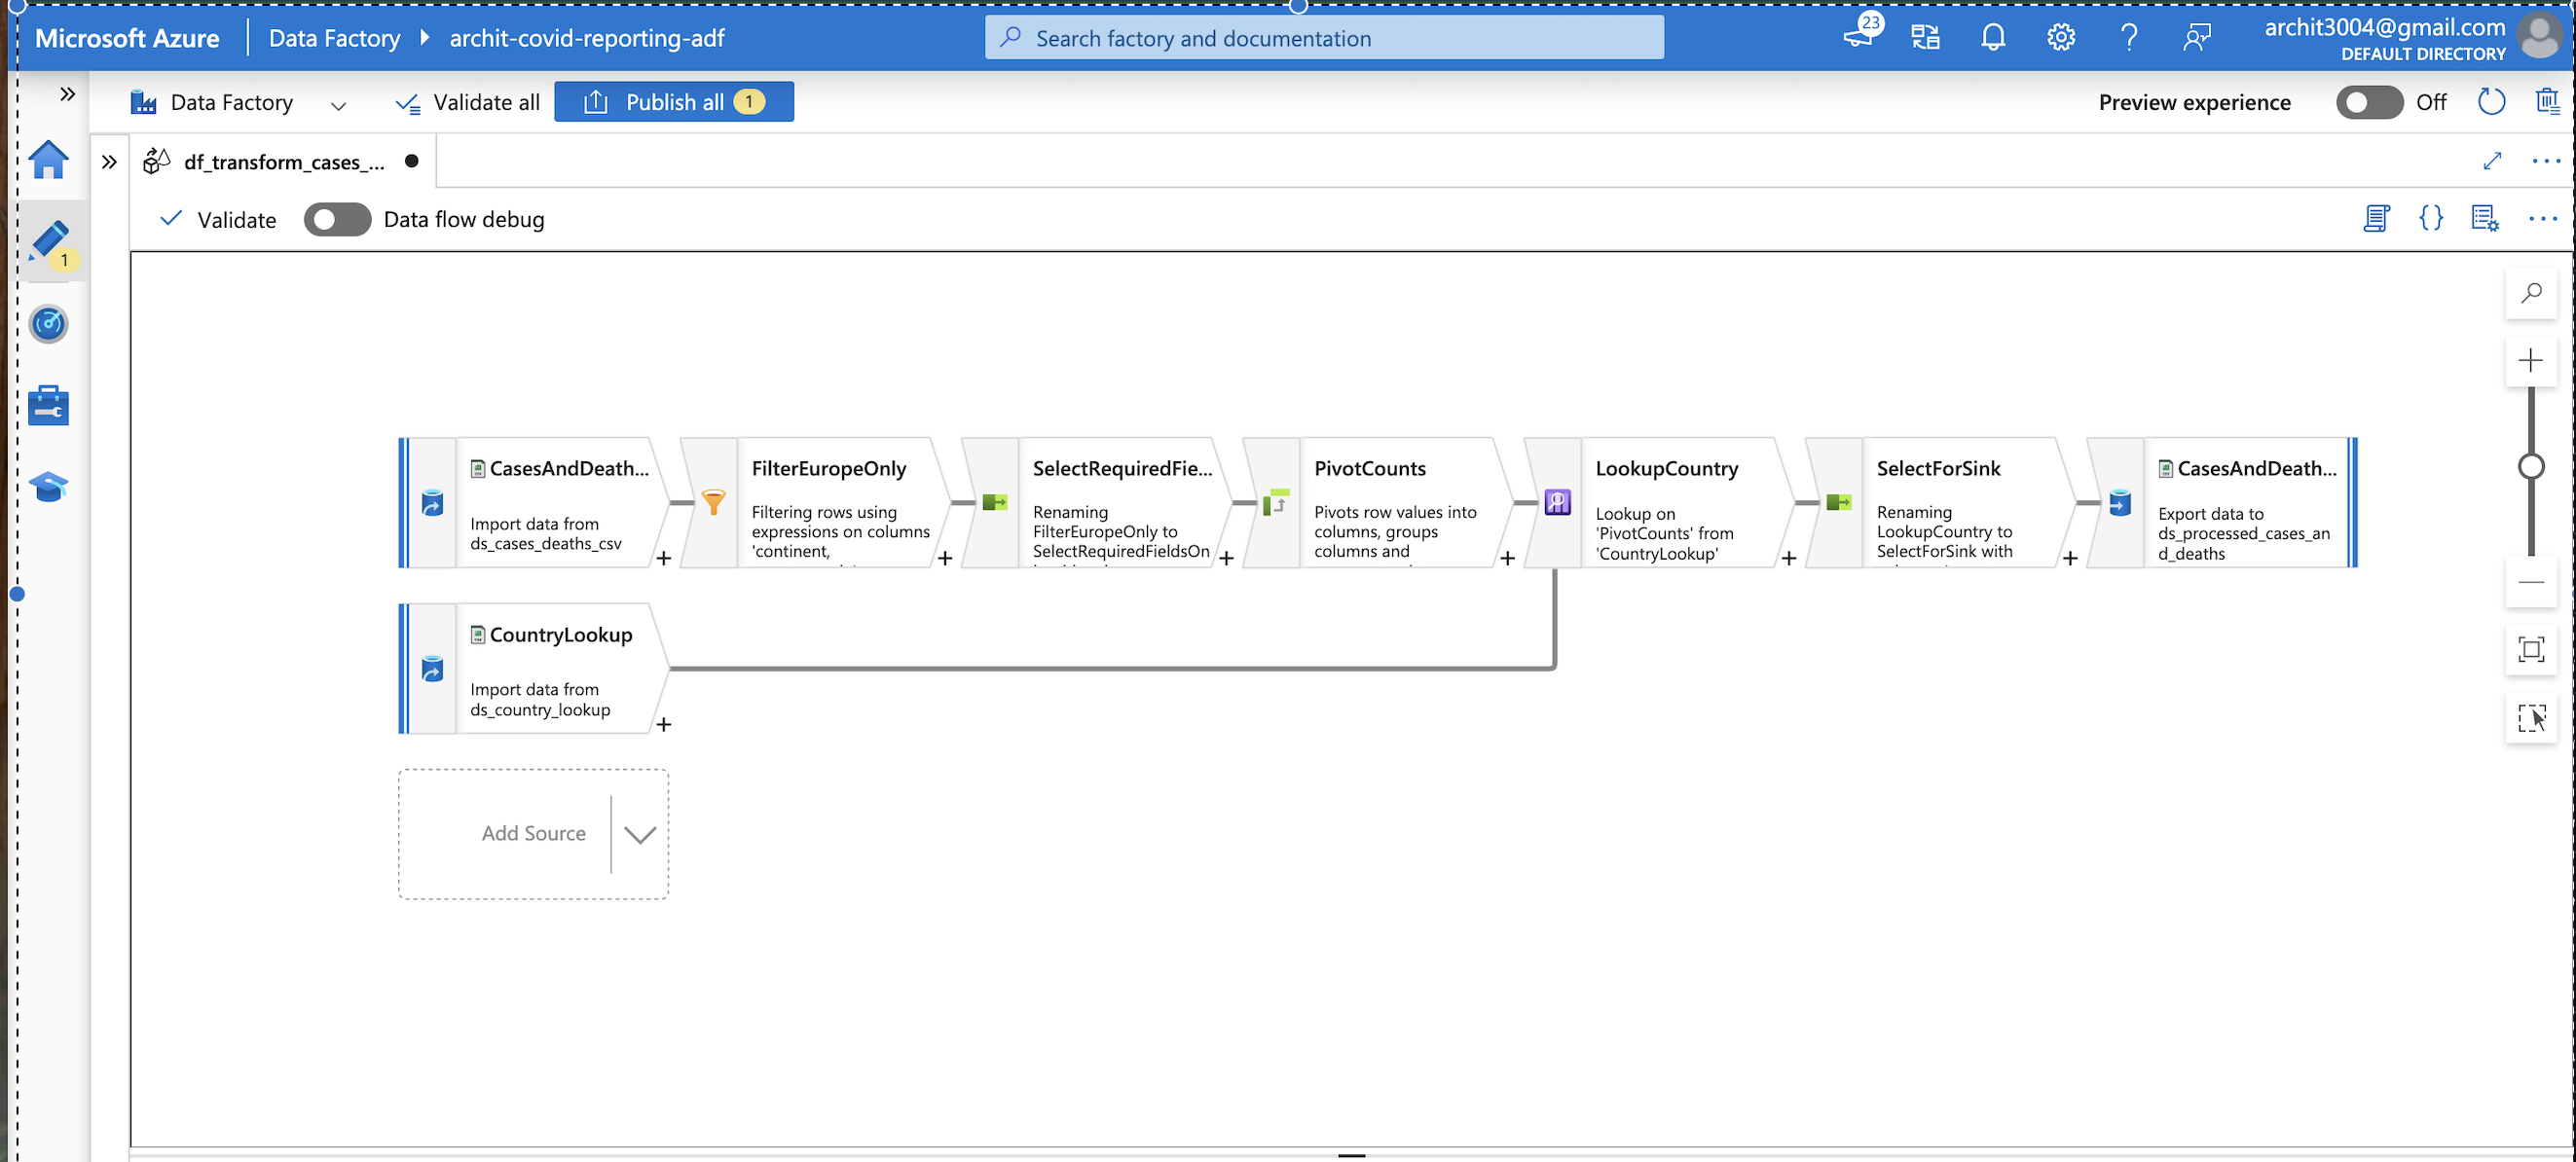 Microsoft Azure
Data Factory
archit-covid-reporting-adf
Search factory and documentation
23
archit3004@gmail.com
DEFAULT DIRECTORY
Data Factory
Validate all
Publish all
1
Preview experience
Off
df_transform_cases_...
Validate
Data flow debug
1
CasesAndDeath...
Import data from
ds_cases_deaths_csv
FilterEuropeOnly
Filtering rows using
expressions on columns
'continent,
SelectRequiredFie...
Renaming
FilterEuropeOnly to
SelectRequiredFieldsOn
PivotCounts
Pivots row values into
columns, groups
columns and
LookupCountry
Lookup on
'PivotCounts' from
'CountryLookup'
SelectForSink
Renaming
LookupCountry to
SelectForSink with
CasesAndDeath...
Export data to
ds_processed_cases_an
d_deaths
CountryLookup
Import data from
ds_country_lookup
Add Source